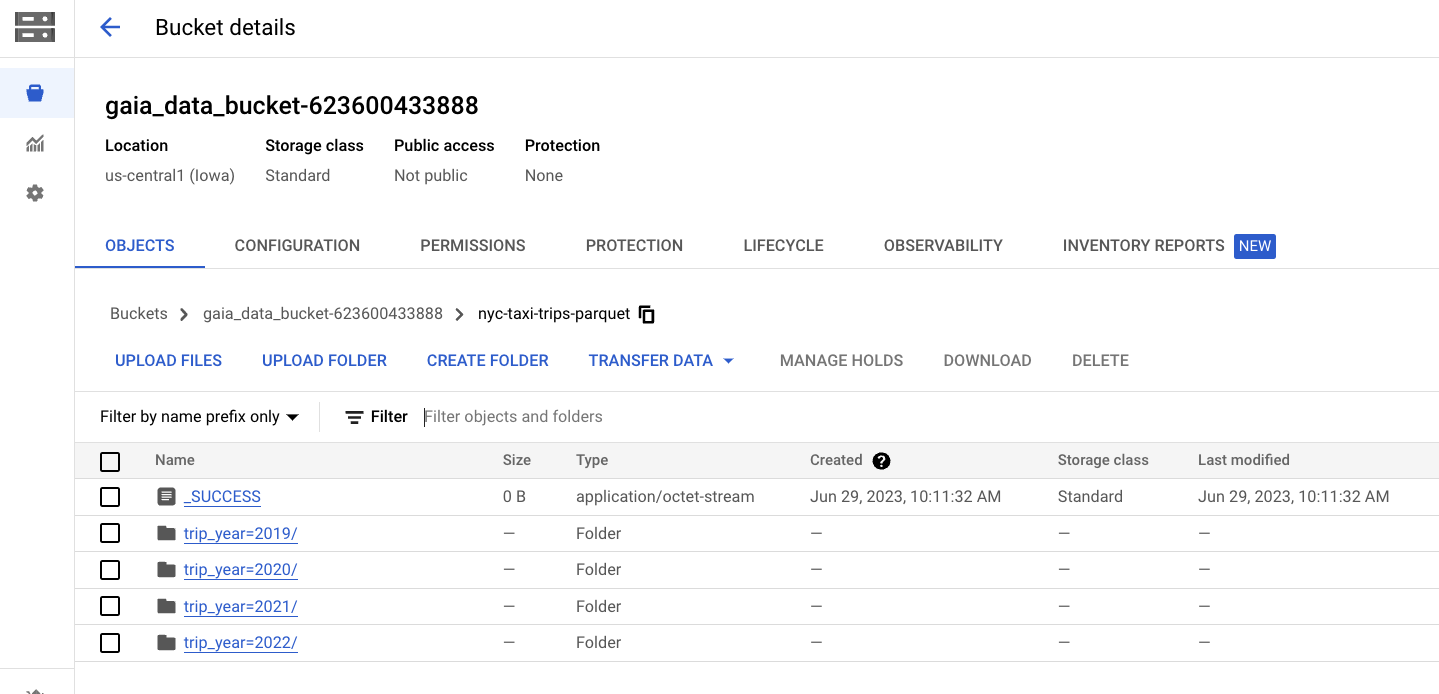 Bucket details
gaia_data_bucket-623600433888
Location Storage class Public access Protection
us-central1 (Iowa) Standard Not public None
OBJECTS CONFIGURATION PERMISSIONS PROTECTION LIFECYCLE OBSERVABILITY INVENTORY REPORTS NEW
Buckets gaia_data_bucket-623600433888 nyc-taxi-trips-parquet
UPLOAD FILES UPLOAD FOLDER CREATE FOLDER TRANSFER DATA MANAGE HOLDS DOWNLOAD DELETE
Filter by name prefix only Filter Filter objects and folders
Name Size Type Created ? Storage class Last modified
_SUCCESS 0 B application/octet-stream Jun 29, 2023, 10:11:32 AM Standard Jun 29, 2023, 10:11:32 AM
trip_year=2019/ — Folder — — —
trip_year=2020/ — Folder — — —
trip_year=2021/ — Folder — — —
trip_year=2022/ — Folder — — —